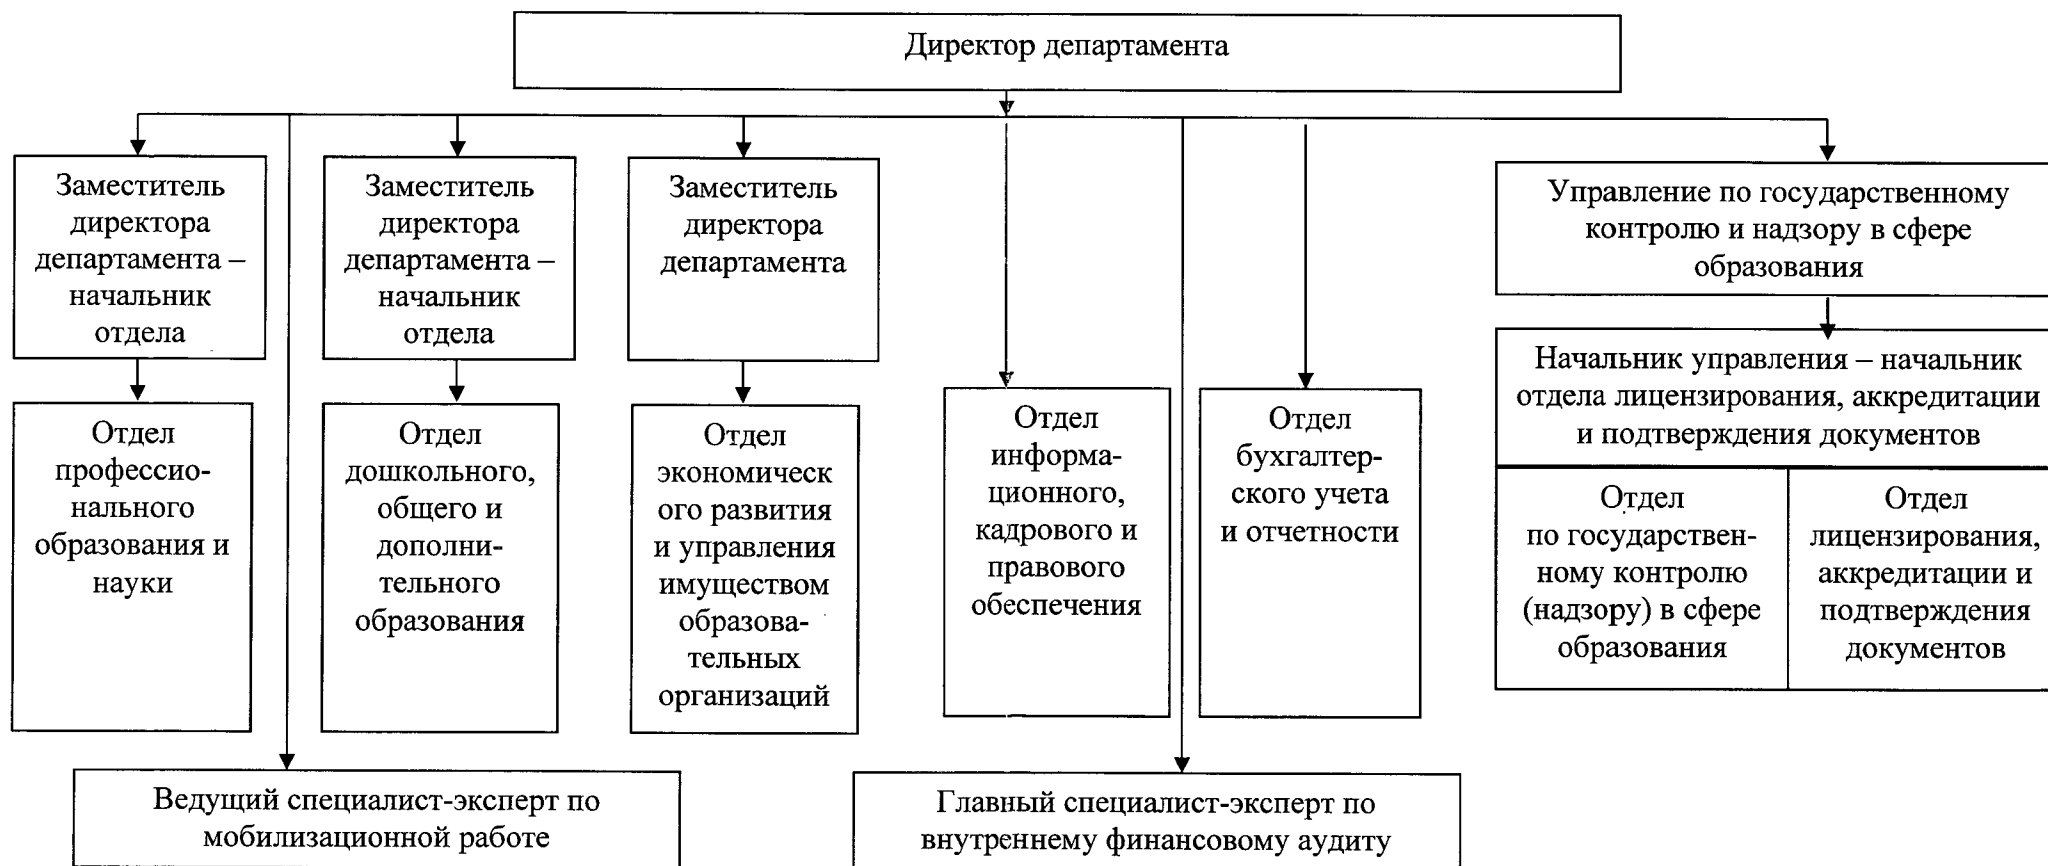 Директор департамента
Заместитель
директора
департамента –
начальник
отдела
Заместитель
директора
департамента –
начальник
отдела
Заместитель
директора
департамента
Управление по государственному
контролю и надзору в сфере
образования
Начальник управления – начальник
отдела лицензирования, аккредитации
и подтверждения документов
Отдел
профессио-
нального
образования и
науки
Отдел
дошкольного,
общего и
дополни-
тельного
образования
Отдел
экономическ
ого развития
и управления
имуществом
образова-
тельных
организаций
Отдел
информа-
ционного,
кадрового и
правового
обеспечения
Отдел
бухгалтер-
ского учета
и отчетности
Отдел
по государствен-
ному контролю
(надзору) в сфере
образования
Отдел
лицензирования,
аккредитации и
подтверждения
документов
Ведущий специалист-эксперт по
мобилизационной работе
Главный специалист-эксперт по
внутреннему финансовому аудиту